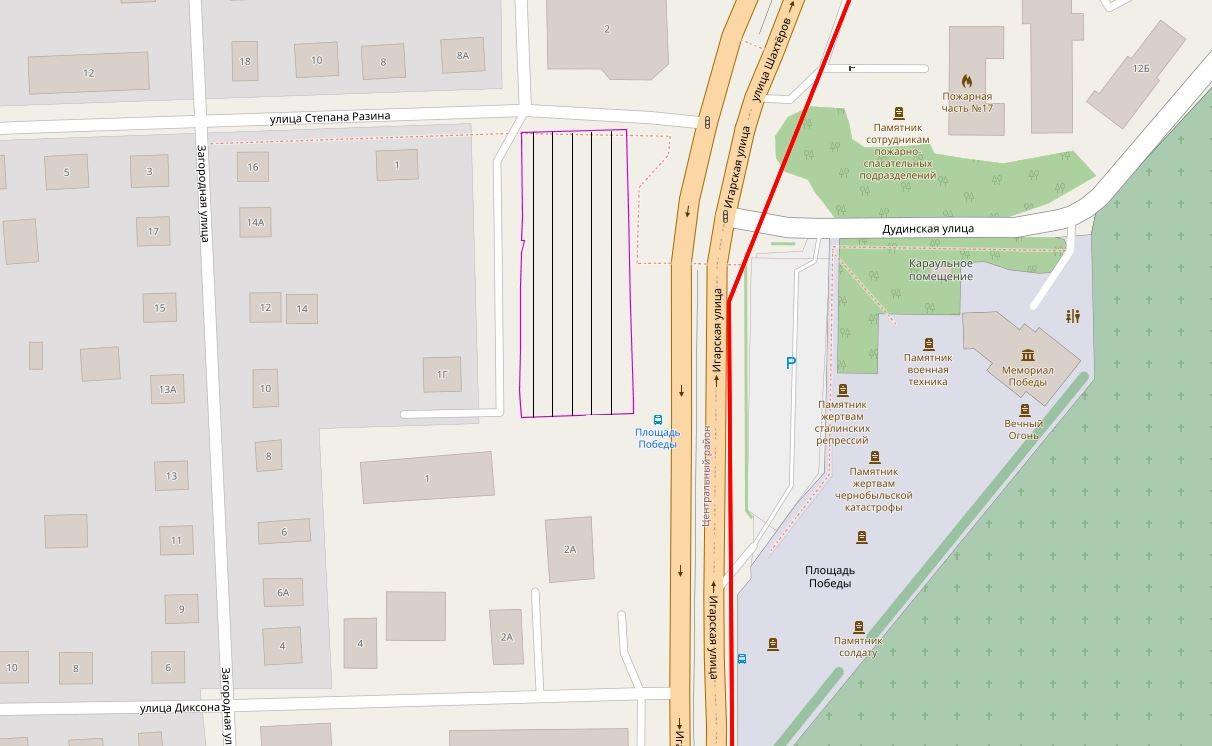 2
8А
18
10
8
12
улица Степана Разина
улица Шахтёров
Пожарная
часть №17
12Б
Памятник
сотрудникам
пожарно-
спасательных
подразделений
Игарская улица
Загородная улица
5
3
16
1
17
14А
Дудинская улица
Караульное
помещение
15
12
14
Игарская улица
P
Памятник
военная
техника
Мемориал
Победы
1Г
13А
10
Памятник
жертвам
сталинских
репрессий
Вечный
Огонь
Площадь
Победы
Центральный район
8
13
1
Памятник
жертвам
чернобыльской
катастрофы
6
11
2А
Площадь
Победы
6А
9
Игарская улица
4
4
2А
Памятник
солдату
10
8
6
улица Диксона
Загородная ул
Ига